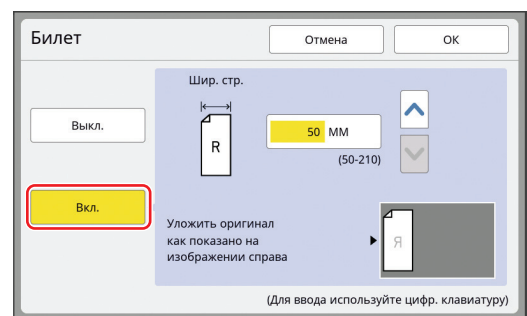 Билет
Отмена
ОК
Шир. стр.
Выкл.
R
50 ММ
(50-210)
Вкл.
Уложить оригинал
как показано на
изображении справа
Я
(Для ввода используйте цифр. клавиатуру)